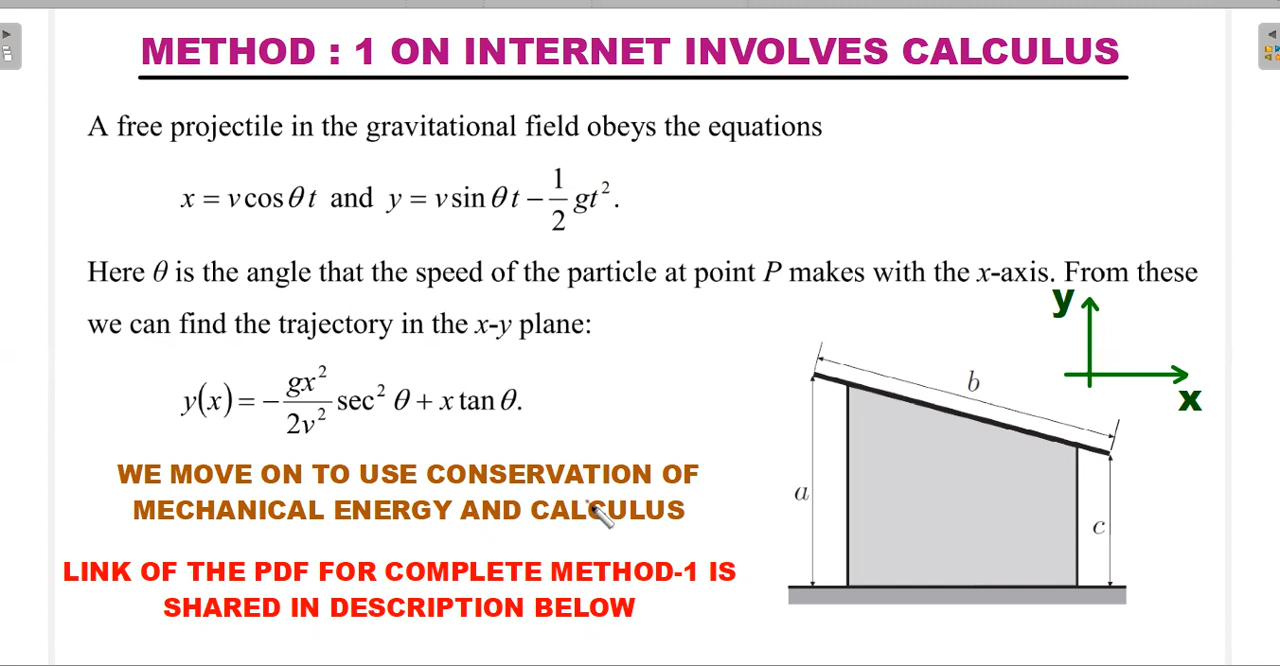 METHOD : 1 ON INTERNET INVOLVES CALCULUS
A free projectile in the gravitational field obeys the equations
x = v cos θ t and y = v sin θ t − 1/2 gt².
Here θ is the angle that the speed of the particle at point P makes with the x-axis. From these
we can find the trajectory in the x-y plane:
y(x) = − gx²/2v² sec² θ + x tan θ.
WE MOVE ON TO USE CONSERVATION OF
MECHANICAL ENERGY AND CALCULUS
LINK OF THE PDF FOR COMPLETE METHOD-1 IS
SHARED IN DESCRIPTION BELOW
y
x
b
a
c